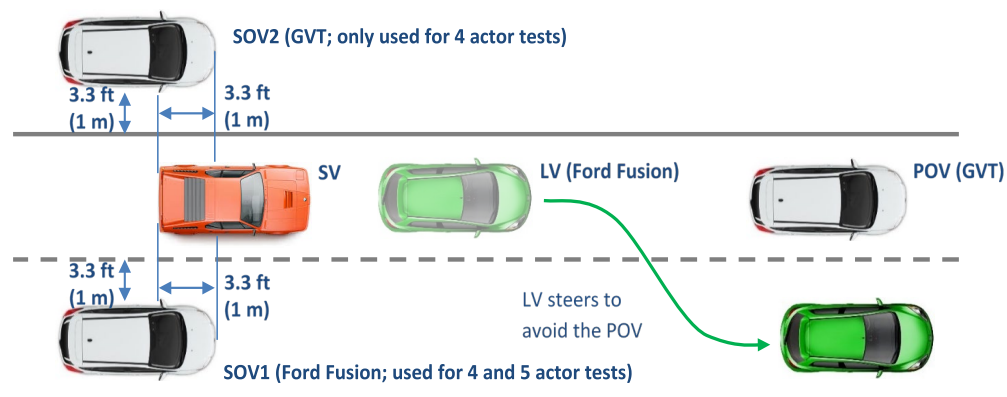 SOV2 (GVT; only used for 4 actor tests)
3.3 ft
(1 m)
3.3 ft
(1 m)
SV
LV (Ford Fusion)
POV (GVT)
3.3 ft
(1 m)
3.3 ft
(1 m)
LV steers to
avoid the POV
SOV1 (Ford Fusion; used for 4 and 5 actor tests)